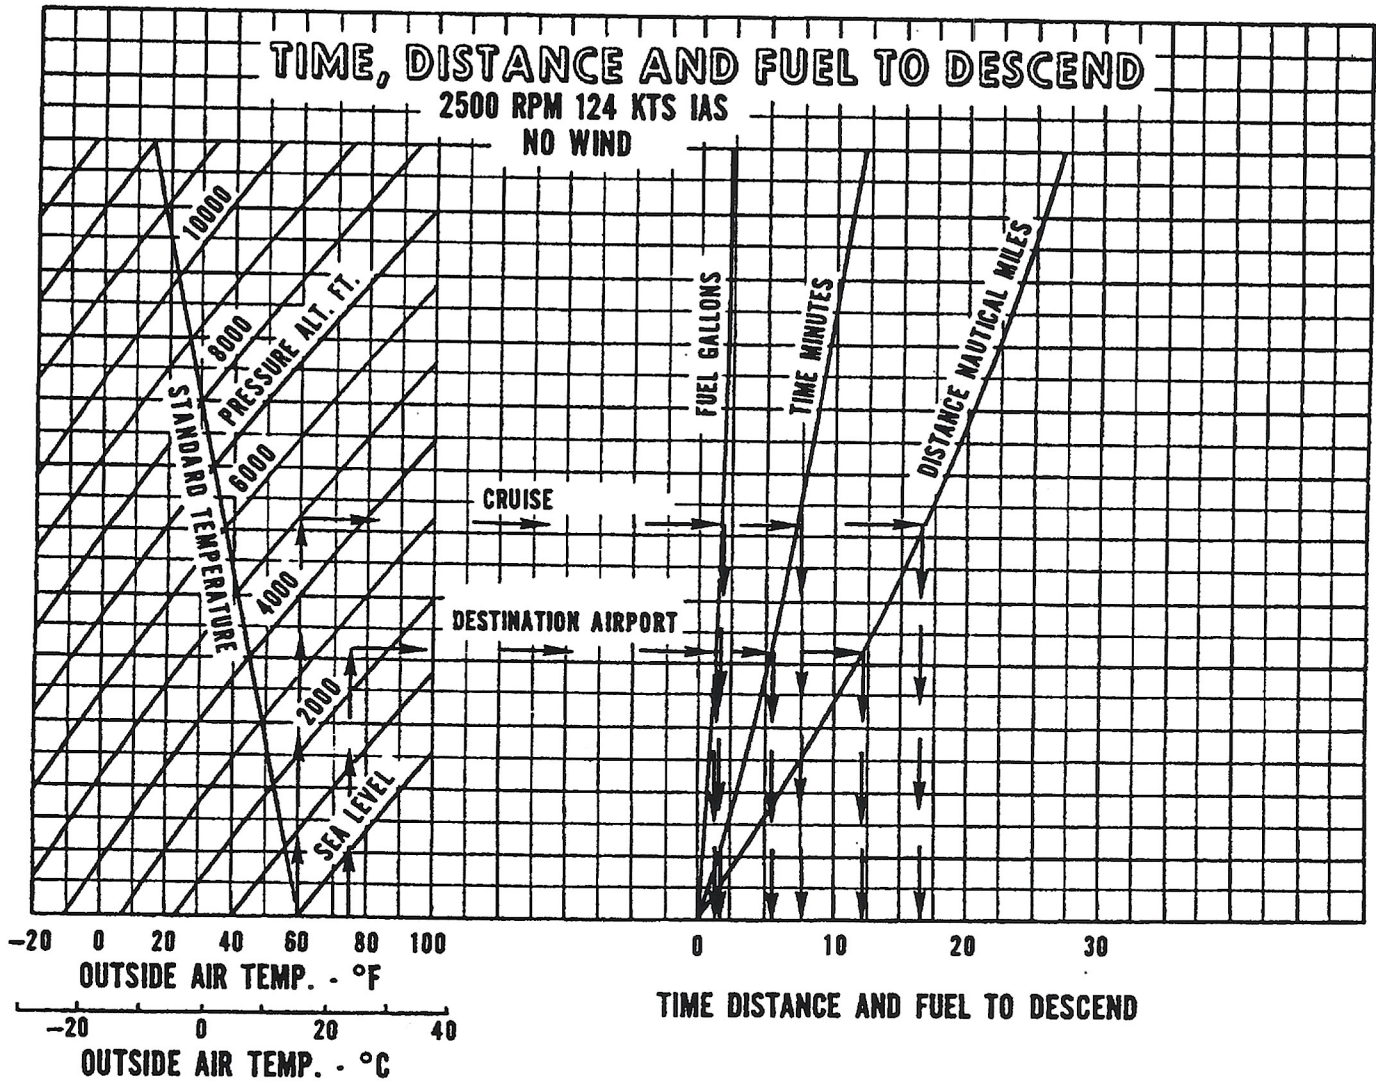 TIME, DISTANCE AND FUEL TO DESCEND
2500 RPM 124 KTS IAS
NO WIND
10000
8000
PRESSURE ALT. FT.
6000
4000
2000
SEA LEVEL
STANDARD TEMPERATURE
FUEL GALLONS
TIME MINUTES
DISTANCE NAUTICAL MILES
CRUISE
DESTINATION AIRPORT
-20 0 20 40 60 80 100
OUTSIDE AIR TEMP. - °F
-20 0 20 40
OUTSIDE AIR TEMP. - °C
0 10 20 30
TIME DISTANCE AND FUEL TO DESCEND